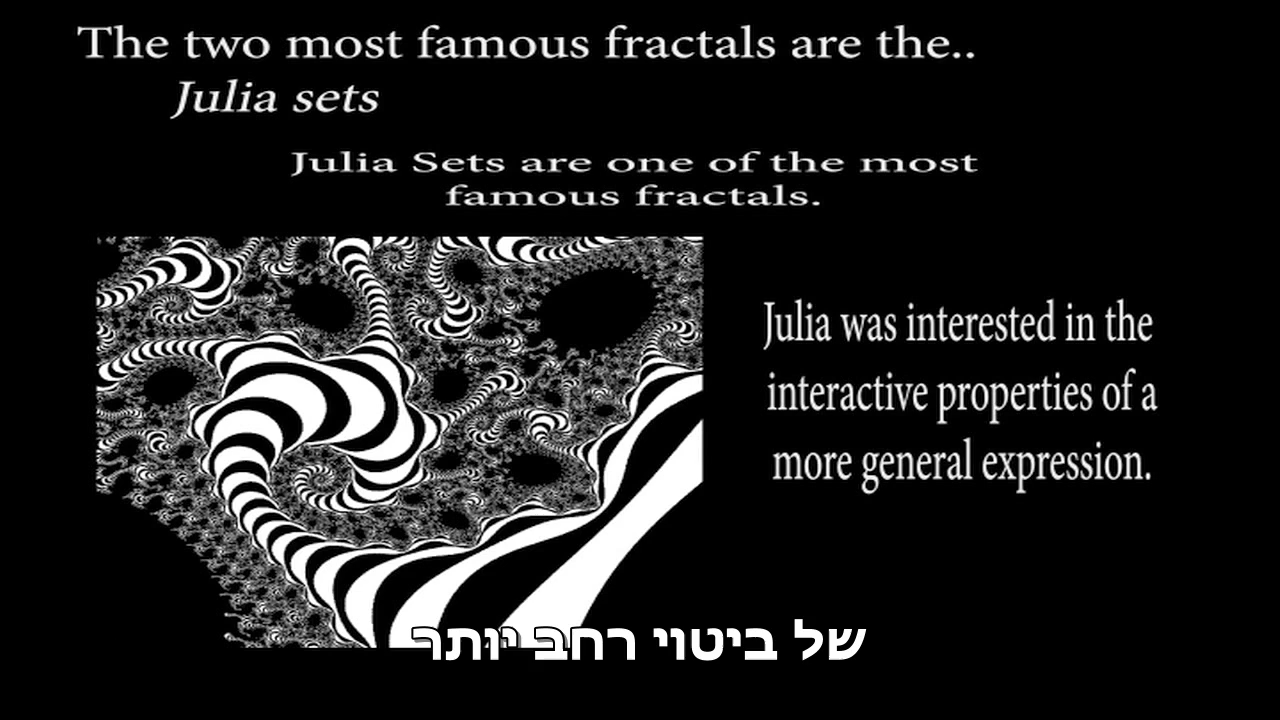 The two most famous fractals are the..
Julia sets
Julia Sets are one of the most
famous fractals.
Julia was interested in the
interactive properties of a
more general expression.
של ביטוי רחב יותר